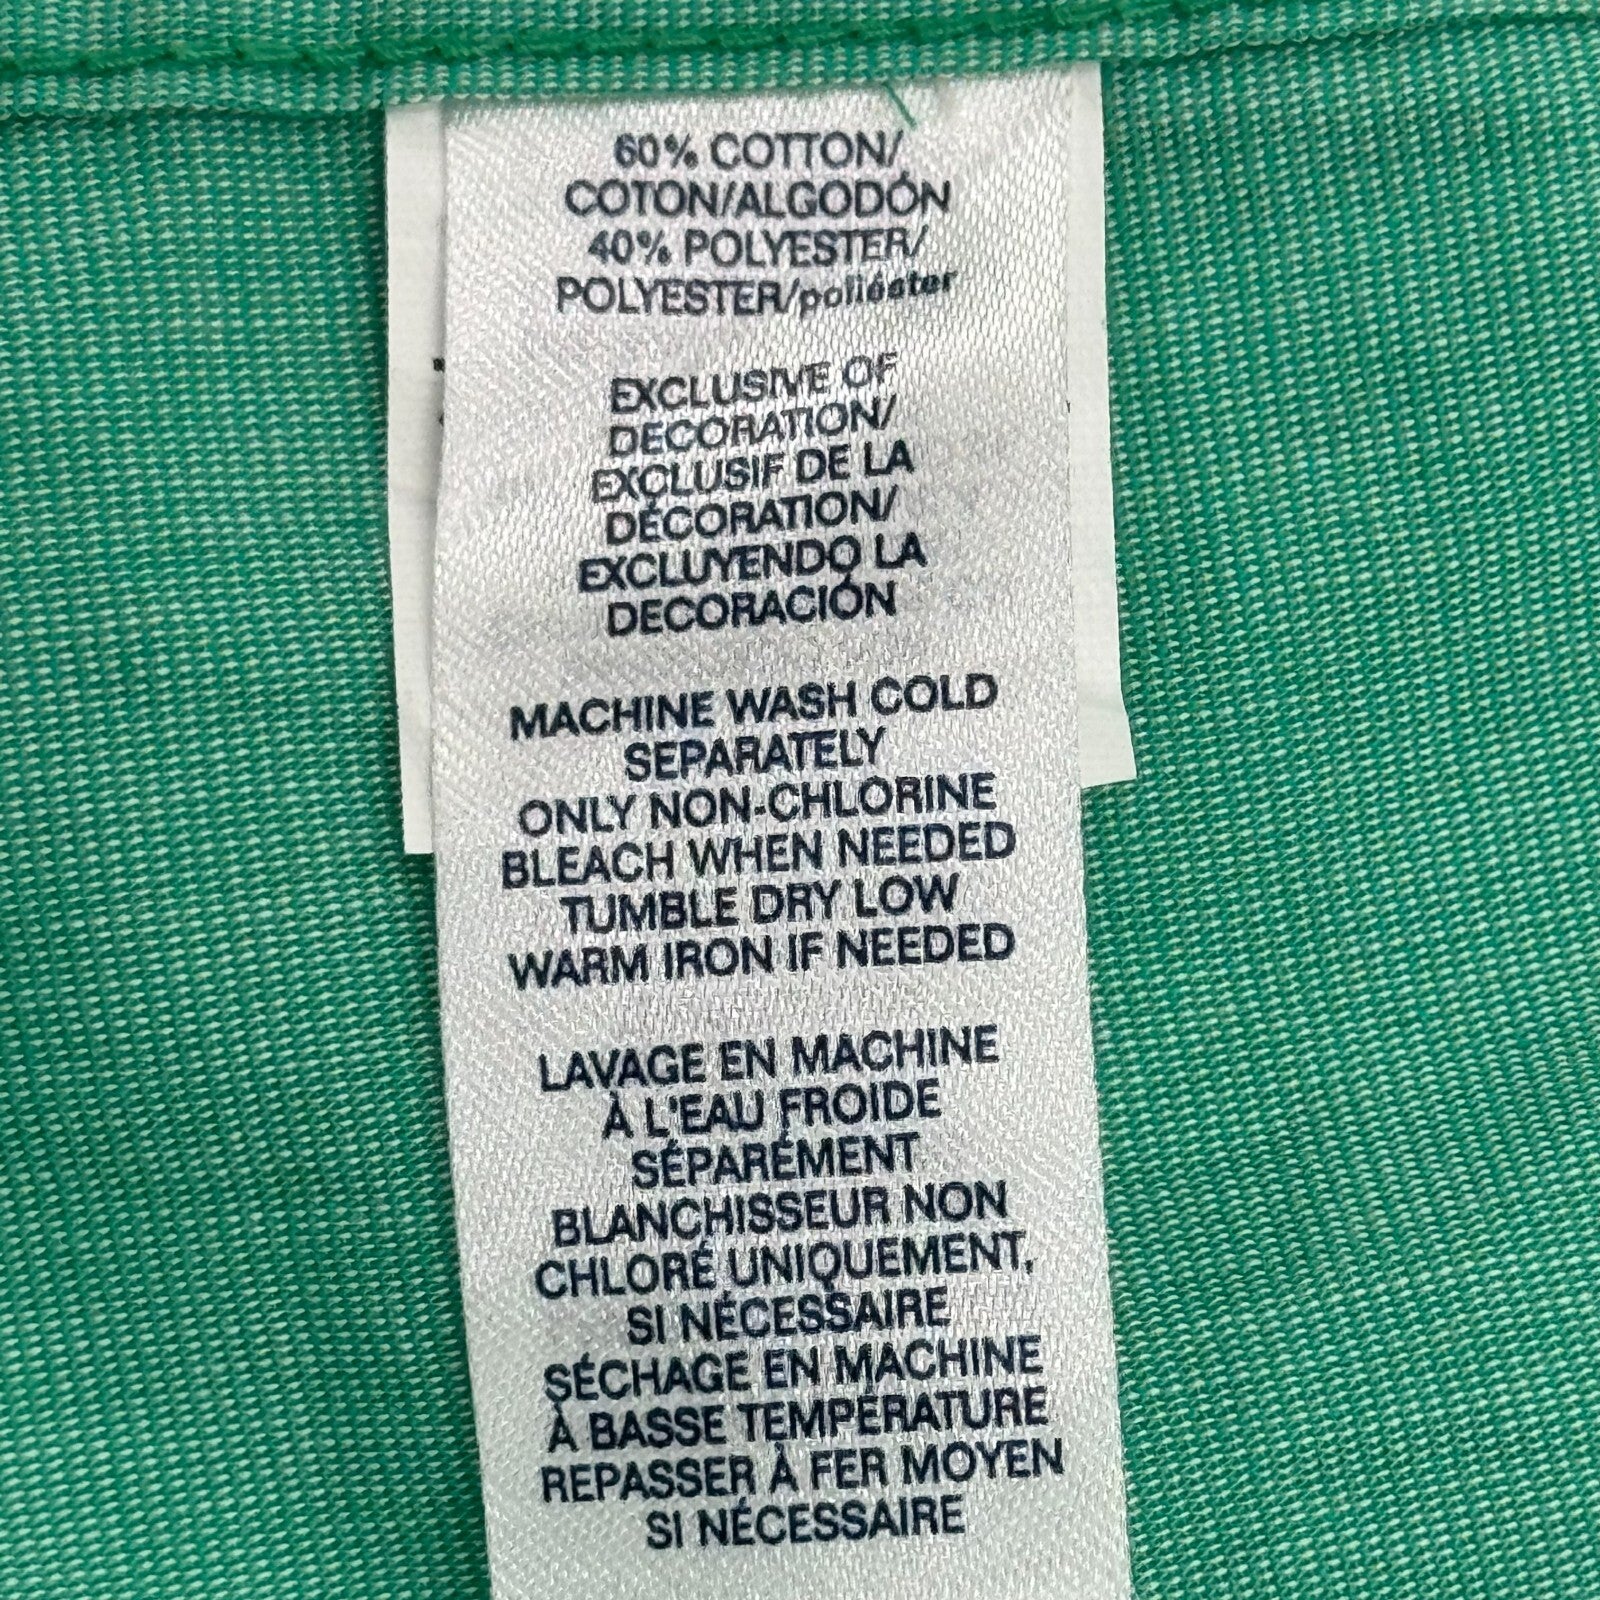 60% COTTON/
COTON/ALGODÓN
40% POLYESTER/
POLYESTER/poliéster
EXCLUSIVE OF
DECORATION/
EXCLUSIF DE LA
DÉCORATION/
EXCLUYENDO LA
DECORACIÓN
MACHINE WASH COLD
SEPARATELY
ONLY NON-CHLORINE
BLEACH WHEN NEEDED
TUMBLE DRY LOW
WARM IRON IF NEEDED
LAVAGE EN MACHINE
À L'EAU FROIDE
SÉPARÉMENT
BLANCHISSEUR NON
CHLORÉ UNIQUEMENT,
SI NÉCESSAIRE
SÉCHAGE EN MACHINE
À BASSE TEMPÉRATURE
REPASSER À FER MOYEN
SI NÉCESSAIRE